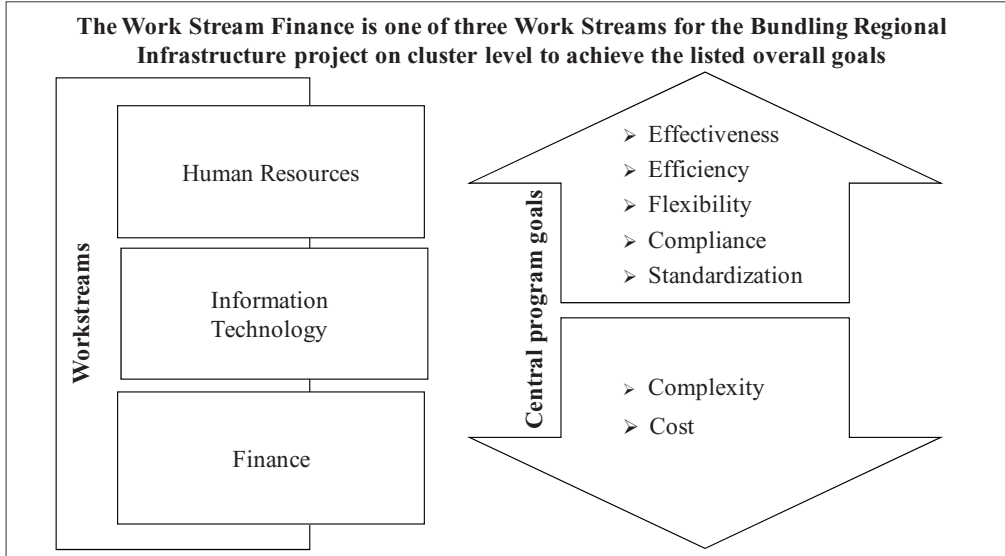 The Work Stream Finance is one of three Work Streams for the Bundling Regional
Infrastructure project on cluster level to achieve the listed overall goals
Workstreams
Human Resources
Information
Technology
Finance
Central program goals
➢ Effectiveness
➢ Efficiency
➢ Flexibility
➢ Compliance
➢ Standardization
➢ Complexity
➢ Cost